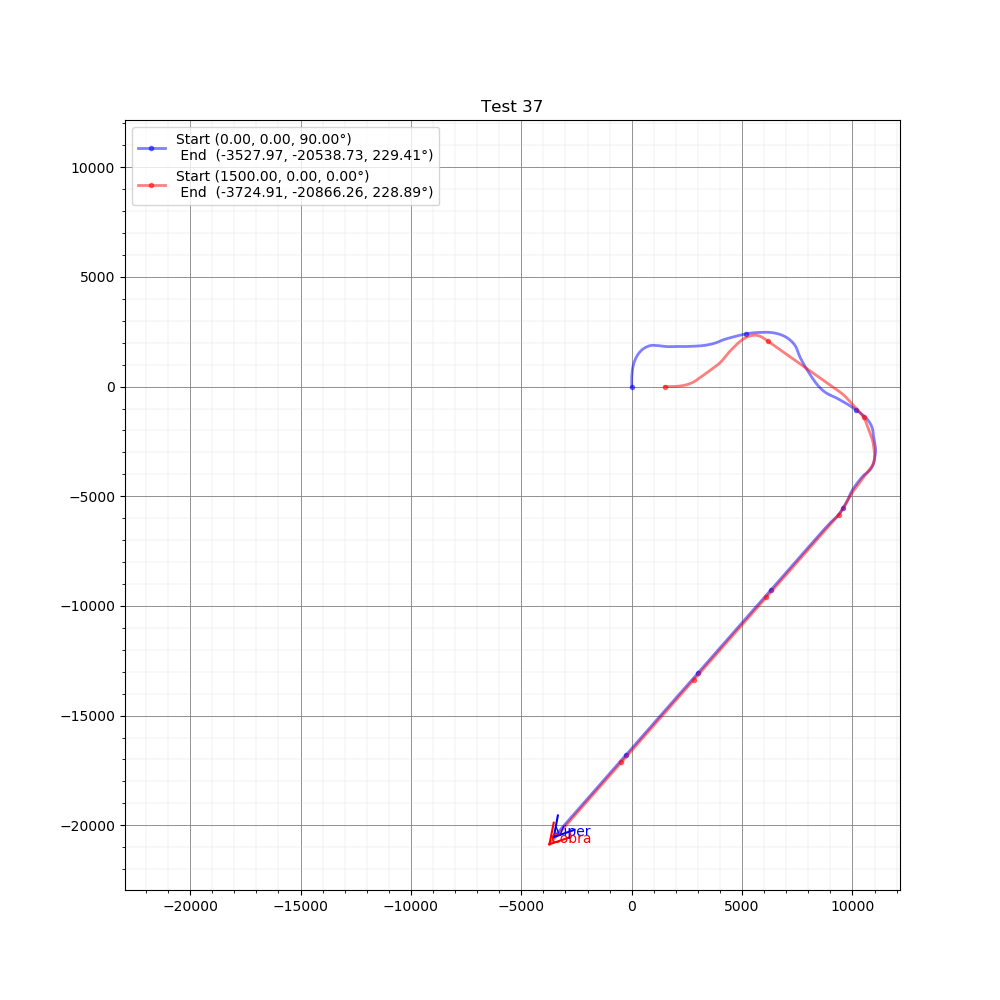 Test 37
Start (0.00, 0.00, 90.00°)
End (-3527.97, -20538.73, 229.41°)
Start (1500.00, 0.00, 0.00°)
End (-3724.91, -20866.26, 228.89°)
10000
5000
0
−5000
−10000
−15000
−20000
Viper
Cobra
−20000 −15000 −10000 −5000 0 5000 10000